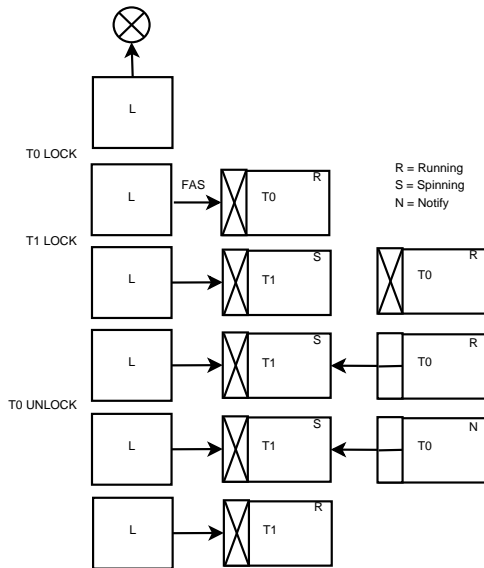 L
T0 LOCK
L FAS T0 R
R = Running
S = Spinning
N = Notify
T1 LOCK
L T1 S T0 R
L T1 S T0 R
T0 UNLOCK
L T1 S T0 N
L T1 R